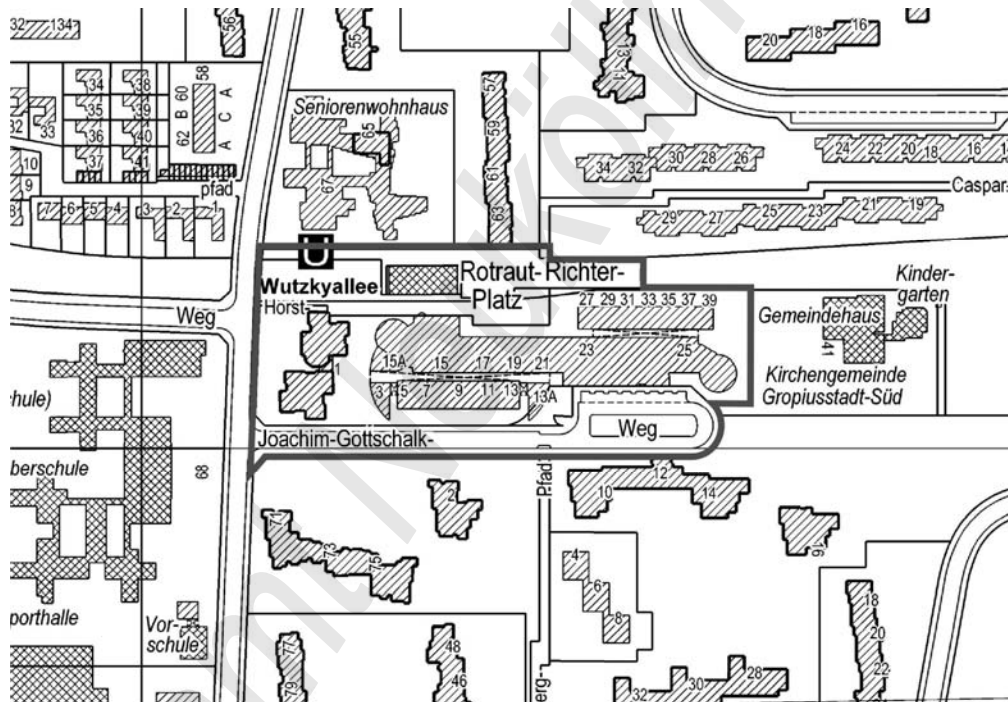 32 134
56
55
13
11
20 18 16
34 38
35 39
36 40
37 41
32
33
10
9
8
62 B 60 58
A
C
A
pfad
7 6 5 4 3 2 1
Seniorenwohnhaus
65
67
57
59
61
63
34 32 30 28 26
24 22 20 18 16 1
Caspar-
29 27 25 23 21 19
U
Wutzkyallee
Horst-
Rotraut-Richter-
Platz
Weg
27 29 31 33 35 37 39
Kinder-
garten
Gemeindehaus
41
Kirchengemeinde
Gropiusstadt-Süd
15A 15 17 19 21 23 25
1
3 5 7 9 11 13 13A
Joachim-Gottschalk-
Weg
hule)
berschule
68
Pfad
2
10 12 14
16
71
73
75
4
6
8
porthalle
Vor-
schule
77
79
48
46
erg-
32 30 28
18
20
22
mt Neukölln